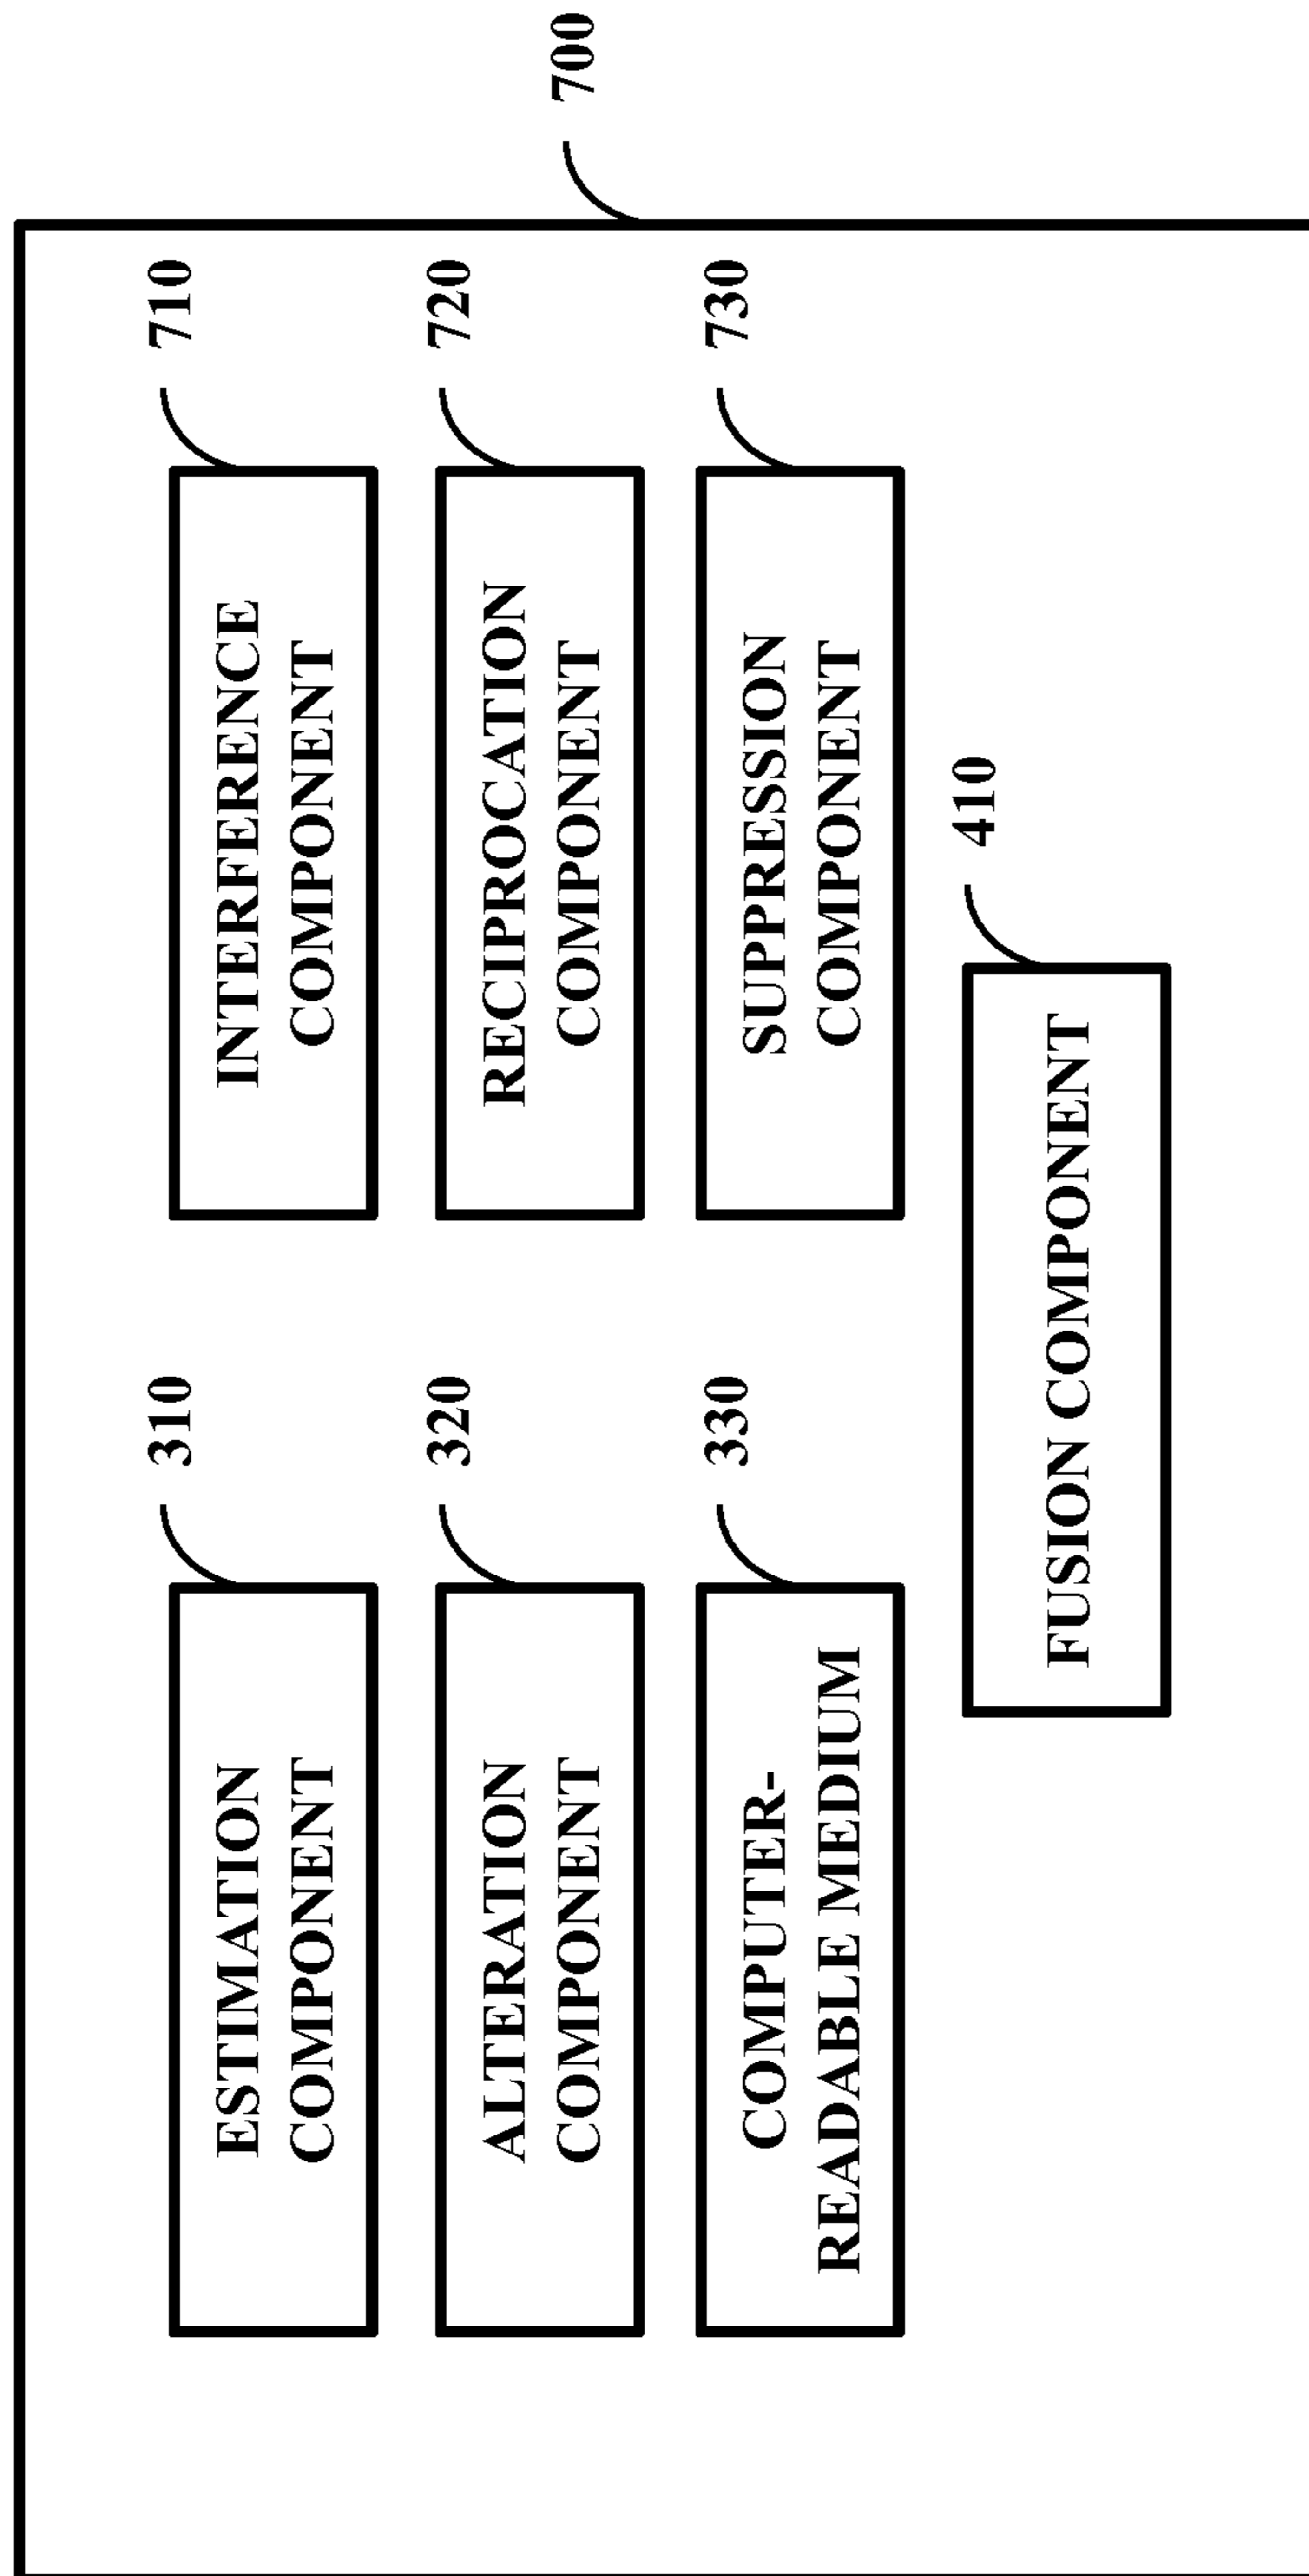 700
310
ESTIMATION
COMPONENT
710
INTERFERENCE
COMPONENT
320
ALTERATION
COMPONENT
720
RECIPROCATION
COMPONENT
330
COMPUTER-
READABLE MEDIUM
730
SUPPRESSION
COMPONENT
410
FUSION COMPONENT